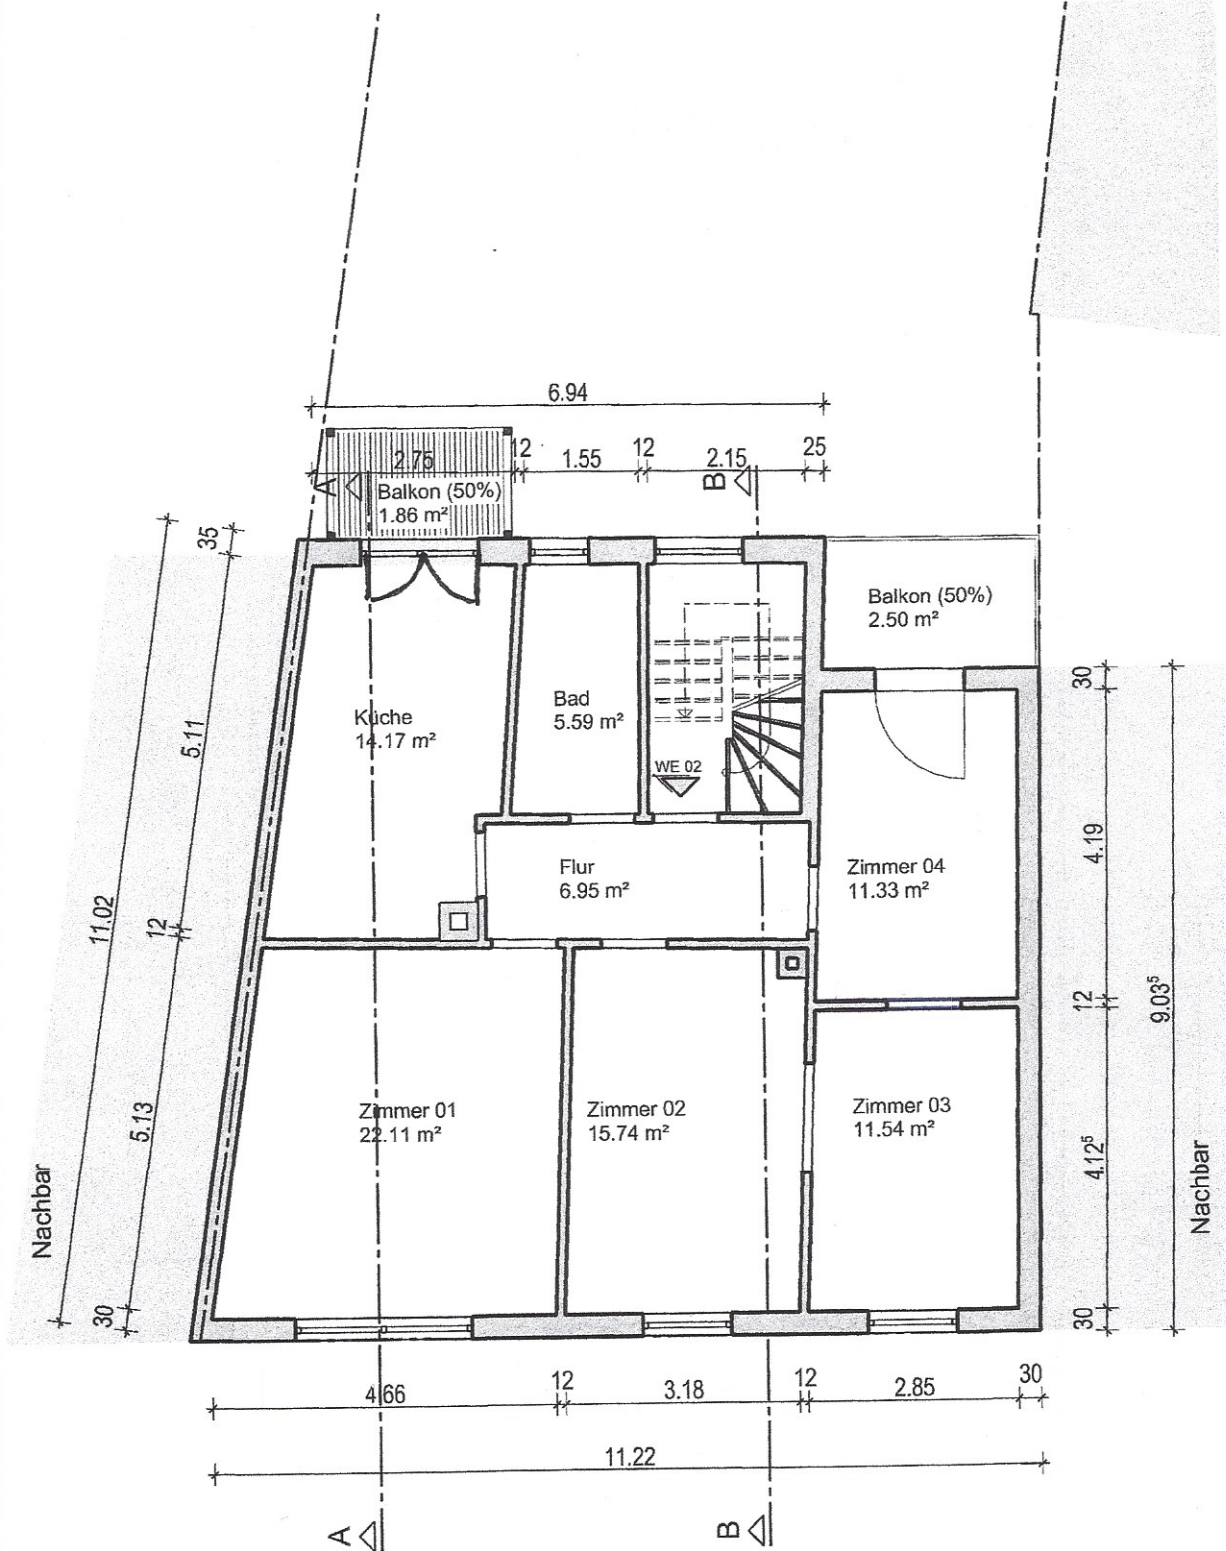 6.94
2.75
12
1.55
12
2.15
25
A
B
Balkon (50%)
1.86 m²
35
Balkon (50%)
2.50 m²
30
5.11
Küche
14.17 m²
Bad
5.59 m²
WE 02
4.19
11.02
12
Flur
6.95 m²
Zimmer 04
11.33 m²
12
9.03⁵
5.13
Zimmer 01
22.11 m²
Zimmer 02
15.74 m²
Zimmer 03
11.54 m²
4.12⁵
Nachbar
Nachbar
30
30
4.66
12
3.18
12
2.85
30
11.22
A
B